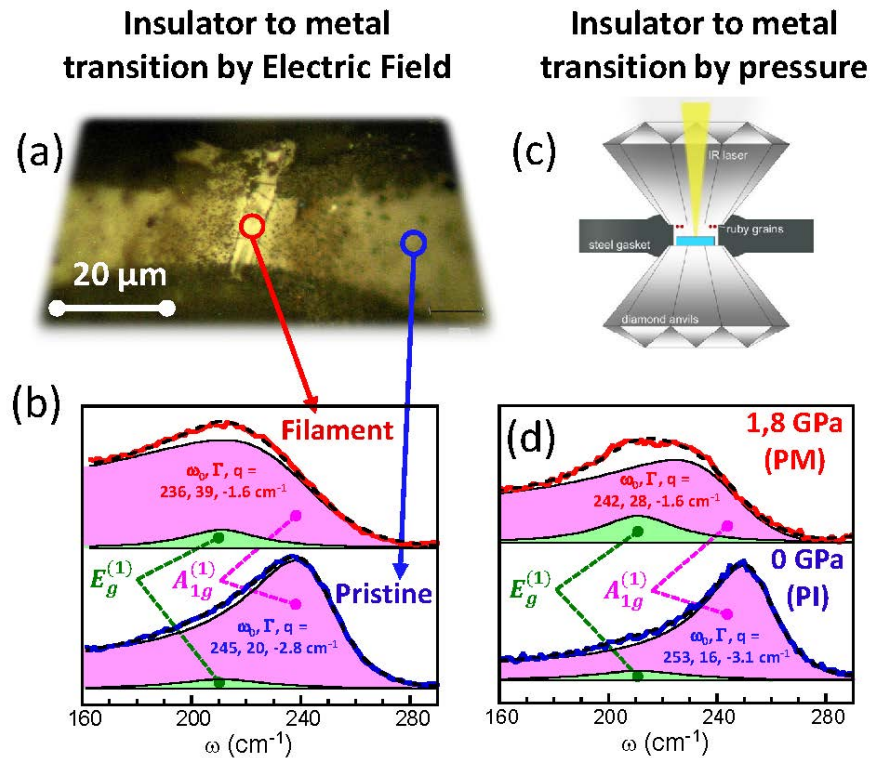 Insulator to metal
transition by Electric Field
Insulator to metal
transition by pressure
(a)
20 µm
(c)
IR laser
ruby grains
steel gasket
diamond anvils
(b)
Filament
ω₀, Γ, q =
236, 39, -1.6 cm⁻¹
E_g^(1)
A_1g^(1)
Pristine
ω₀, Γ, q =
245, 20, -2.8 cm⁻¹
160 200 240 280
ω (cm⁻¹)
(d)
1,8 GPa
(PM)
ω₀, Γ, q =
242, 28, -1.6 cm⁻¹
E_g^(1)
A_1g^(1)
0 GPa
(PI)
ω₀, Γ, q =
253, 16, -3.1 cm⁻¹
160 200 240 280
ω (cm⁻¹)